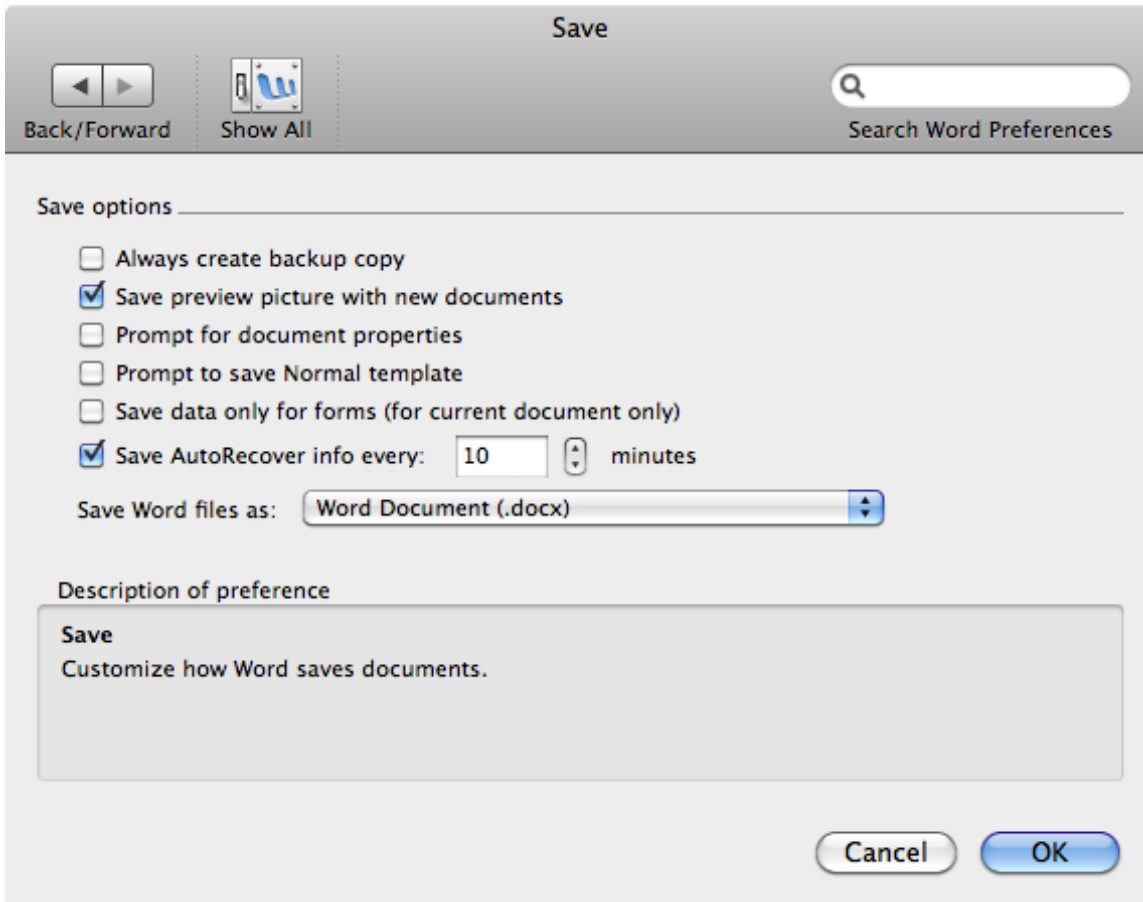 Save
Back/Forward
Show All
Search Word Preferences
Save options
Always create backup copy
Save preview picture with new documents
Prompt for document properties
Prompt to save Normal template
Save data only for forms (for current document only)
Save AutoRecover info every: 10 minutes
Save Word files as: Word Document (.docx)
Description of preference
Save
Customize how Word saves documents.
Cancel OK